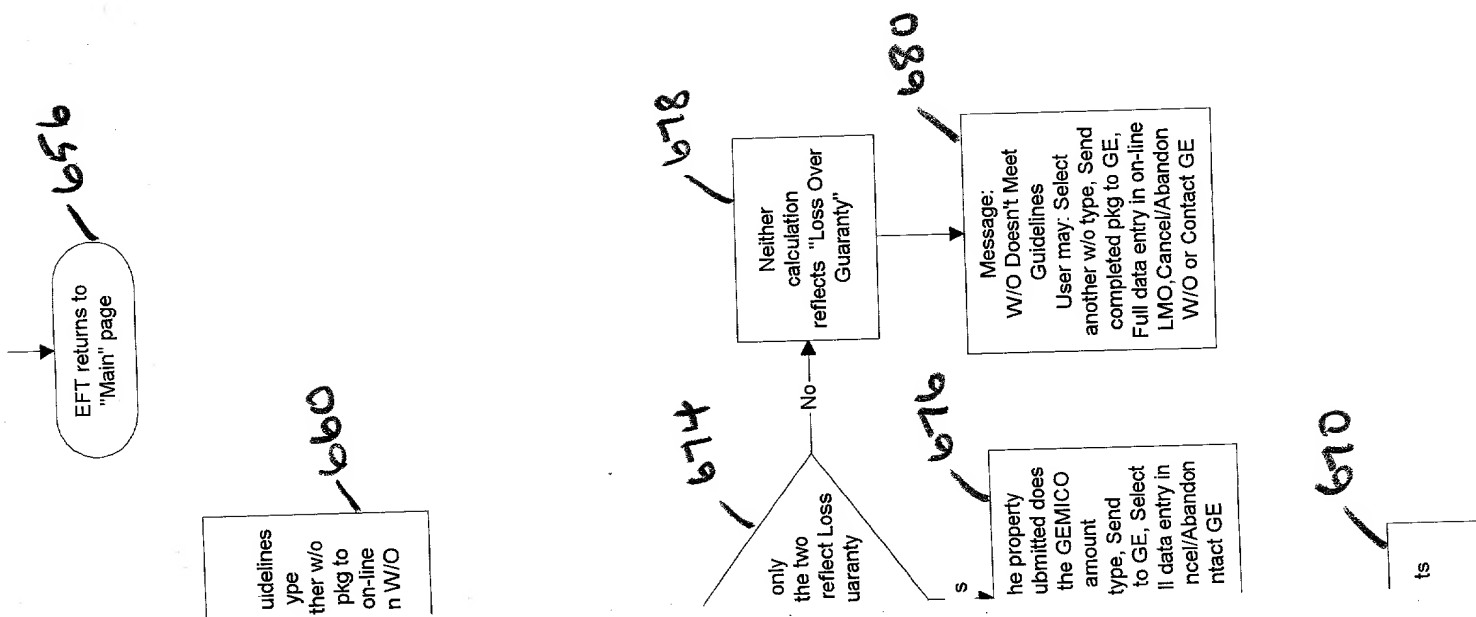 656
EFT returns to
"Main" page
660
uidelines
ype
ther w/o
pkg to
on-line
n W/O
674
only
the two
reflect Loss
uaranty
No
678
Neither
calculation
reflects "Loss Over
Guaranty"
s
676
he property
ubmitted does
the GEMICO
amount
type, Send
to GE, Select
ll data entry in
ncel/Abandon
ntact GE
680
Message:
W/O Doesn't Meet
Guidelines
User may: Select
another w/o type, Send
completed pkg to GE,
Full data entry in on-line
LMO,Cancel/Abandon
W/O or Contact GE
670
ts